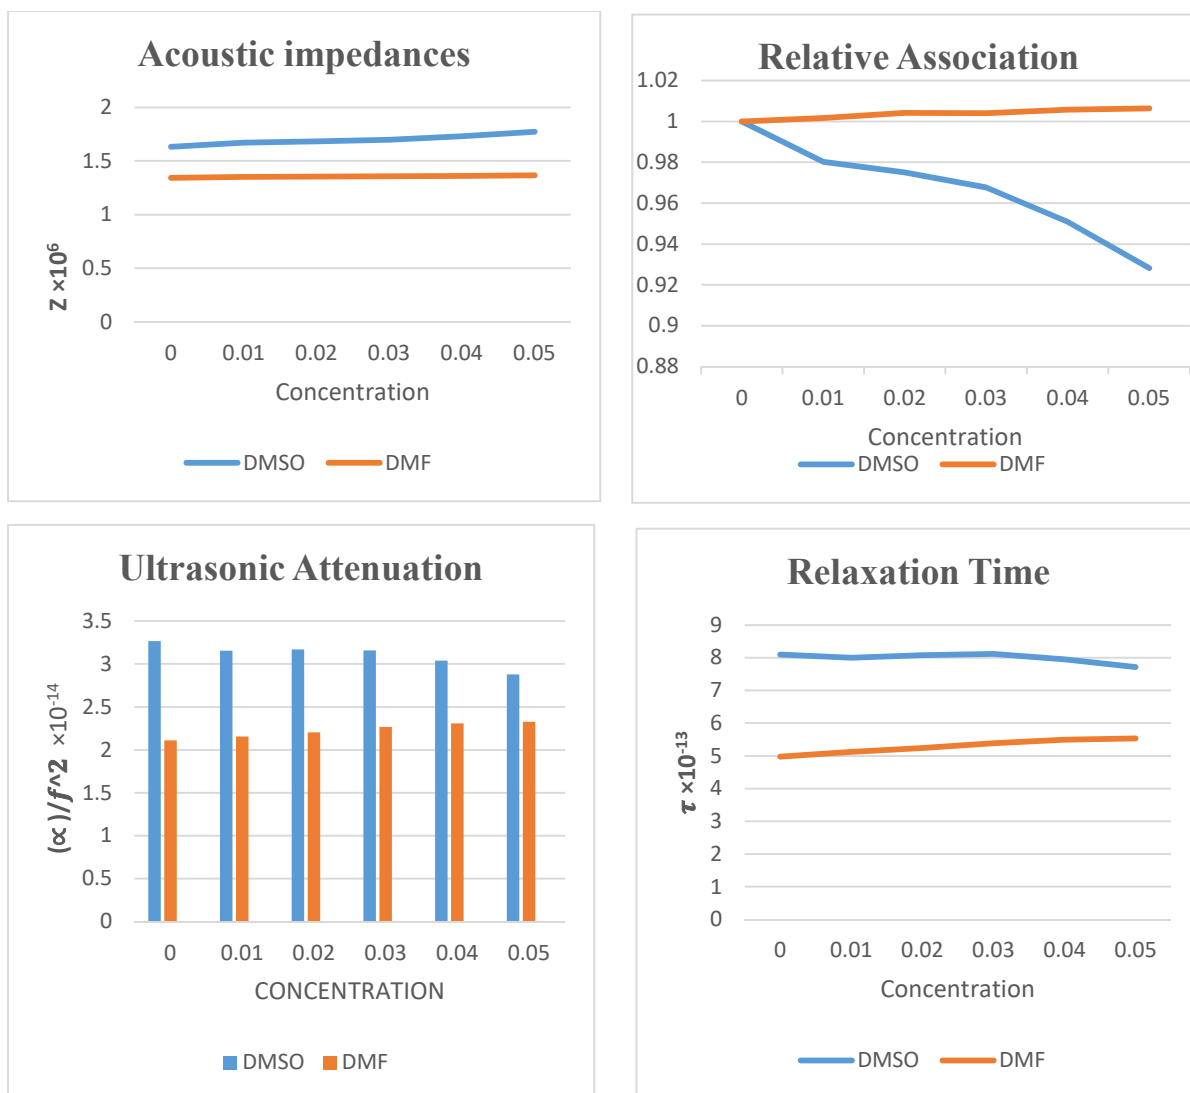 Acoustic impedances
2
1.5
1
0.5
0
Z ×10⁶
0 0.01 0.02 0.03 0.04 0.05
Concentration
DMSO DMF
Relative Association
1.02
1
0.98
0.96
0.94
0.92
0.9
0.88
0 0.01 0.02 0.03 0.04 0.05
Concentration
DMSO DMF
Ultrasonic Attenuation
3.5
3
2.5
2
1.5
1
0.5
0
(∝)/f^2 ×10⁻¹⁴
0 0.01 0.02 0.03 0.04 0.05
CONCENTRATION
DMSO DMF
Relaxation Time
9
8
7
6
5
4
3
2
1
0
τ ×10⁻¹³
0 0.01 0.02 0.03 0.04 0.05
Concentration
DMSO DMF